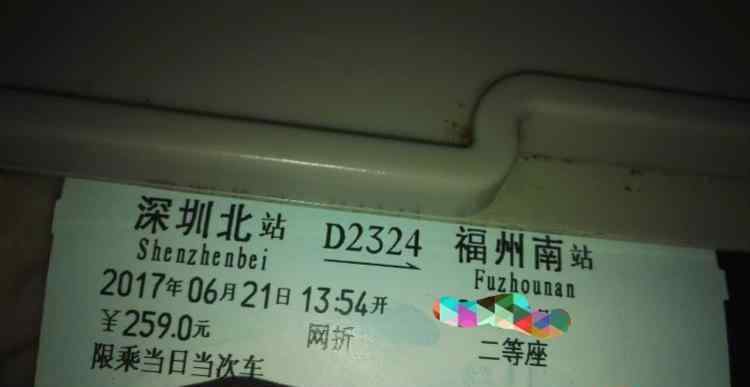 深圳北站 D2324 福州南站
Shenzhenbei Fuzhounan
2017年06月21日 13:54开
￥259.0元 网折 二等座
限乘当日当次车